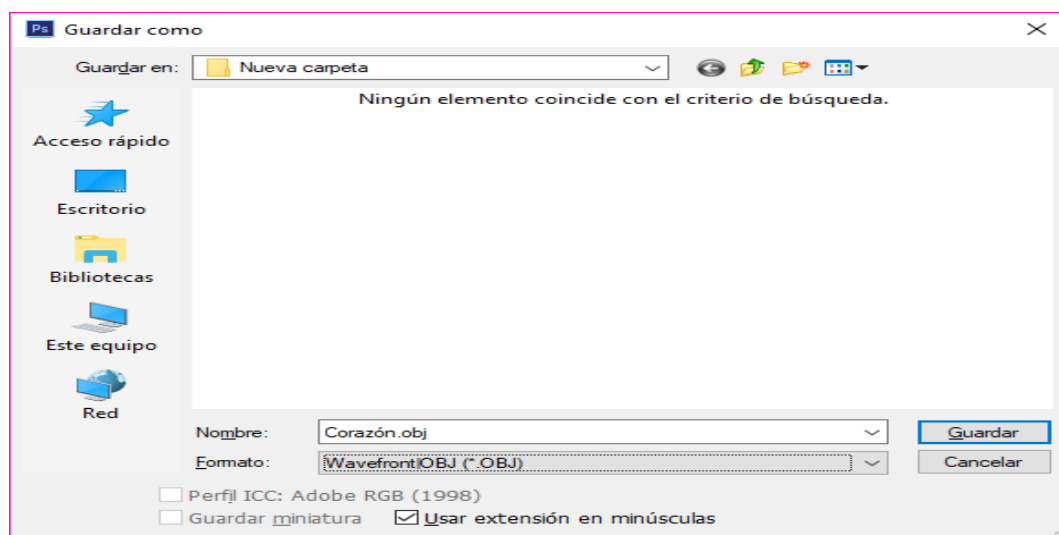 Ps Guardar como
Guardar en: Nueva carpeta
Ningún elemento coincide con el criterio de búsqueda.
Acceso rápido
Escritorio
Bibliotecas
Este equipo
Red
Nombre: Corazón.obj Guardar
Formato: Wavefront|OBJ (*.OBJ) Cancelar
Perfil ICC: Adobe RGB (1998)
Guardar miniatura Usar extensión en minúsculas